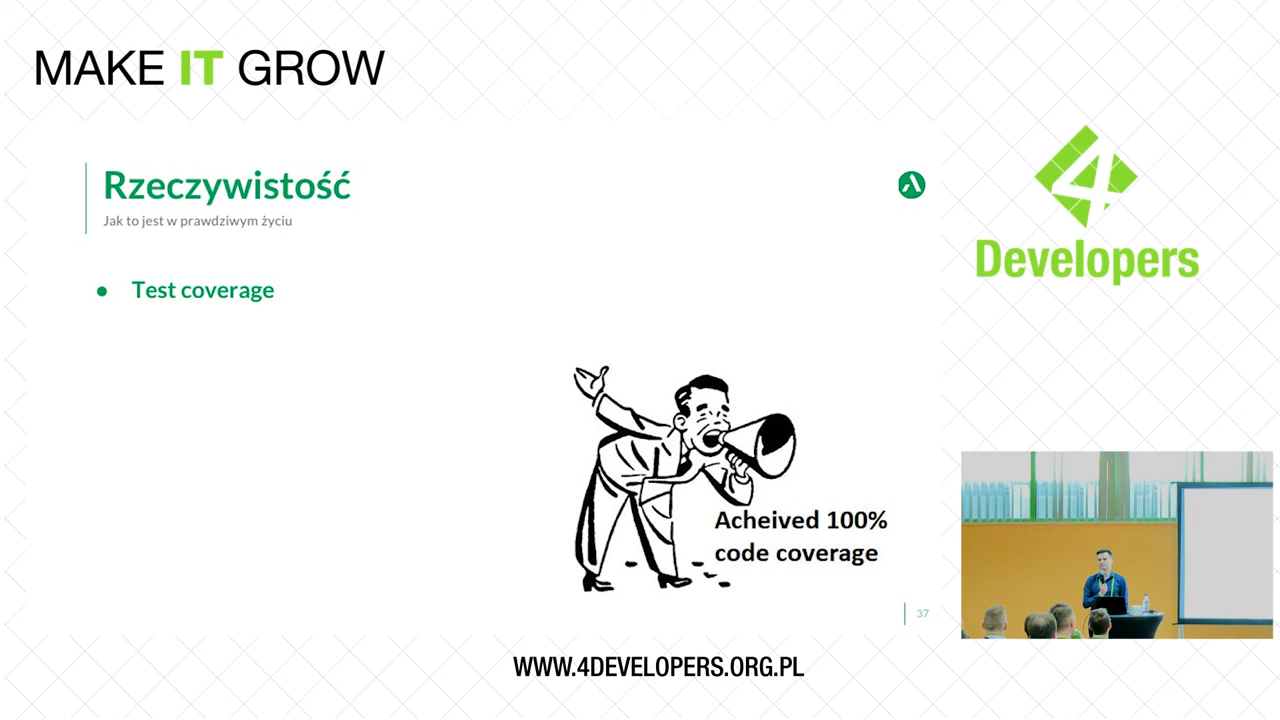 MAKE IT GROW
Rzeczywistość
Jak to jest w prawdziwym życiu
● Test coverage
Acheived 100%
code coverage
37
4
Developers
WWW.4DEVELOPERS.ORG.PL